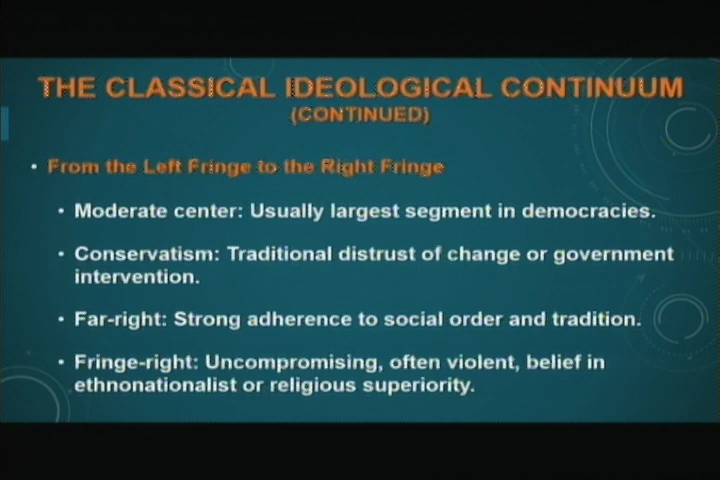 THE CLASSICAL IDEOLOGICAL CONTINUUM
(CONTINUED)
• From the Left Fringe to the Right Fringe
• Moderate center: Usually largest segment in democracies.
• Conservatism: Traditional distrust of change or government
intervention.
• Far-right: Strong adherence to social order and tradition.
• Fringe-right: Uncompromising, often violent, belief in
ethnonationalist or religious superiority.